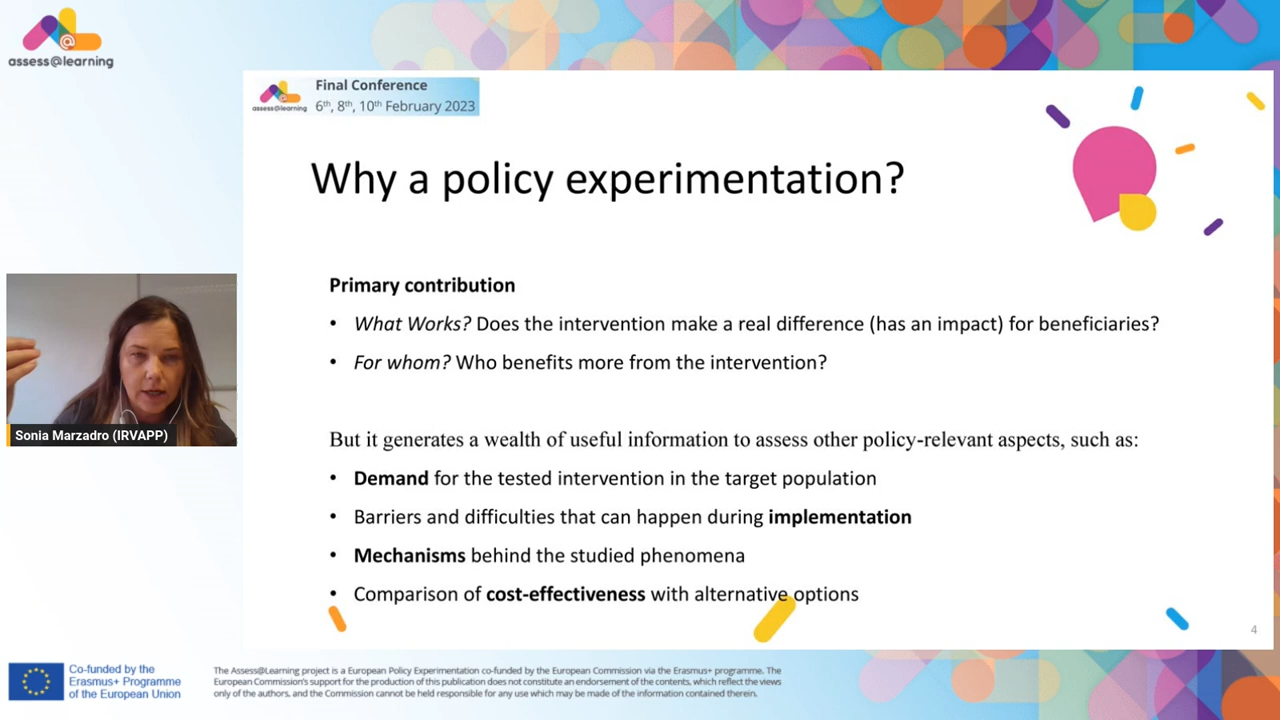 assess@learning
assess@learning
Final Conference
6th, 8th, 10th February 2023
Why a policy experimentation?
Primary contribution
• What Works? Does the intervention make a real difference (has an impact) for beneficiaries?
• For whom? Who benefits more from the intervention?
But it generates a wealth of useful information to assess other policy-relevant aspects, such as:
• Demand for the tested intervention in the target population
• Barriers and difficulties that can happen during implementation
• Mechanisms behind the studied phenomena
• Comparison of cost-effectiveness with alternative options
4
Sonia Marzadro (IRVAPP)
Co-funded by the
Erasmus+ Programme
of the European Union
The Assess@Learning project is a European Policy Experimentation co-funded by the European Commission via the Erasmus+ programme. The
European Commission's support for the production of this publication does not constitute an endorsement of the contents, which reflect the views
only of the authors, and the Commission cannot be held responsible for any use which may be made of the information contained therein.